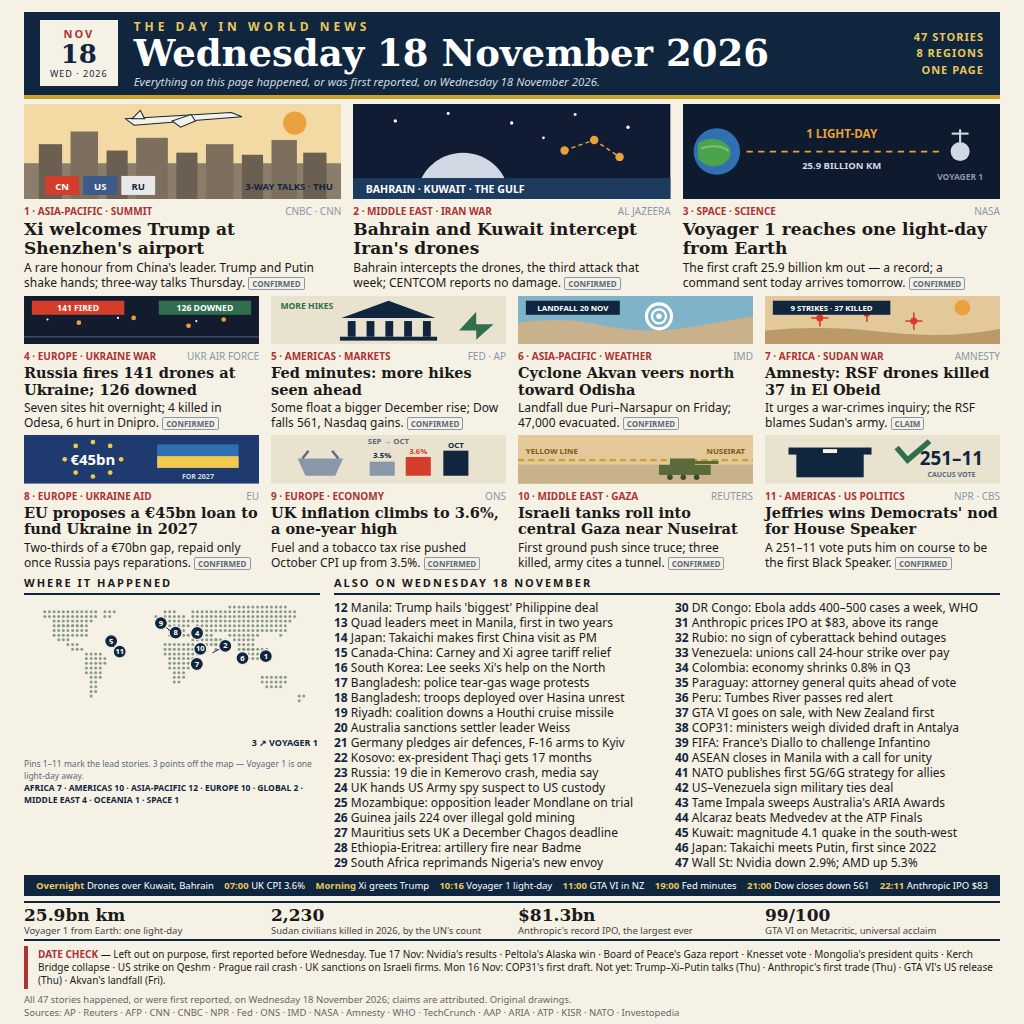 NOV
18
WED · 2026
THE DAY IN WORLD NEWS
Wednesday 18 November 2026
Everything on this page happened, or was first reported, on Wednesday 18 November 2026.
47 STORIES
8 REGIONS
ONE PAGE
CN US RU
3-WAY TALKS · THU
1 · ASIA-PACIFIC · SUMMIT CNBC · CNN
Xi welcomes Trump at
Shenzhen's airport
A rare honour from China's leader. Trump and Putin
shake hands; three-way talks Thursday. CONFIRMED
BAHRAIN · KUWAIT · THE GULF
2 · MIDDLE EAST · IRAN WAR AL JAZEERA
Bahrain and Kuwait intercept
Iran's drones
Bahrain intercepts the drones, the third attack that
week; CENTCOM reports no damage. CONFIRMED
1 LIGHT-DAY
25.9 BILLION KM
VOYAGER 1
3 · SPACE · SCIENCE NASA
Voyager 1 reaches one light-day
from Earth
The first craft 25.9 billion km out — a record; a
command sent today arrives tomorrow. CONFIRMED
141 FIRED 126 DOWNED
4 · EUROPE · UKRAINE WAR UKR AIR FORCE
Russia fires 141 drones at
Ukraine; 126 downed
Seven sites hit overnight; 4 killed in
Odesa, 6 hurt in Dnipro. CONFIRMED
MORE HIKES
5 · AMERICAS · MARKETS FED · AP
Fed minutes: more hikes
seen ahead
Some float a bigger December rise; Dow
falls 561, Nasdaq gains. CONFIRMED
LANDFALL 20 NOV
6 · ASIA-PACIFIC · WEATHER IMD
Cyclone Akvan veers north
toward Odisha
Landfall due Puri–Narsapur on Friday;
47,000 evacuated. CONFIRMED
9 STRIKES · 37 KILLED
7 · AFRICA · SUDAN WAR AMNESTY
Amnesty: RSF drones killed
37 in El Obeid
It urges a war-crimes inquiry; the RSF
blames Sudan's army. CLAIM
€45bn
FOR 2027
8 · EUROPE · UKRAINE AID EU
EU proposes a €45bn loan to
fund Ukraine in 2027
Two-thirds of a €70bn gap, repaid only
once Russia pays reparations. CONFIRMED
SEP → OCT
3.5% 3.6% OCT
9 · EUROPE · ECONOMY ONS
UK inflation climbs to 3.6%,
a one-year high
Fuel and a tobacco tax rise pushed
October CPI up from 3.5%. CONFIRMED
YELLOW LINE NUSEIRAT
10 · MIDDLE EAST · GAZA REUTERS
Israeli tanks roll into
central Gaza near Nuseirat
First ground push since truce; three
killed, army cites a tunnel. CONFIRMED
251–11
CAUCUS VOTE
11 · AMERICAS · US POLITICS NPR · CBS
Jeffries wins Democrats' nod
for House Speaker
A 251–11 vote puts him on course to be
the first Black Speaker. CONFIRMED
WHERE IT HAPPENED
9
8
4
5
11
10
2
6
1
7
3 ↗ VOYAGER 1
Pins 1–11 mark the lead stories. 3 points off the map — Voyager 1 is one
light-day away.
AFRICA 7 · AMERICAS 10 · ASIA-PACIFIC 12 · EUROPE 10 · GLOBAL 2 ·
MIDDLE EAST 4 · OCEANIA 1 · SPACE 1
ALSO ON WEDNESDAY 18 NOVEMBER
12 Manila: Trump hails 'biggest' Philippine deal
13 Quad leaders meet in Manila, first in two years
14 Japan: Takaichi makes first China visit as PM
15 Canada-China: Carney and Xi agree tariff relief
16 South Korea: Lee seeks Xi's help on the North
17 Bangladesh: police tear-gas wage protests
18 Bangladesh: troops deployed over Hasina unrest
19 Riyadh: coalition downs a Houthi cruise missile
20 Australia sanctions settler leader Weiss
21 Germany pledges air defences, F-16 arms to Kyiv
22 Kosovo: ex-president Thaçi gets 17 months
23 Russia: 19 die in Kemerovo crash, media say
24 UK hands US Army spy suspect to US custody
25 Mozambique: opposition leader Mondlane on trial
26 Guinea jails 224 over illegal gold mining
27 Mauritius sets UK a December Chagos deadline
28 Ethiopia-Eritrea: artillery fire near Badme
29 South Africa reprimands Nigeria's new envoy
30 DR Congo: Ebola adds 400–500 cases a week, WHO
31 Anthropic prices IPO at $83, above its range
32 Rubio: no sign of cyberattack behind outages
33 Venezuela: unions call 24-hour strike over pay
34 Colombia: economy shrinks 0.8% in Q3
35 Paraguay: attorney general quits ahead of vote
36 Peru: Tumbes River passes red alert
37 GTA VI goes on sale, with New Zealand first
38 COP31: ministers weigh divided draft in Antalya
39 FIFA: France's Diallo to challenge Infantino
40 ASEAN closes in Manila with a call for unity
41 NATO publishes first 5G/6G strategy for allies
42 US–Venezuela sign military ties deal
43 Tame Impala sweeps Australia's ARIA Awards
44 Alcaraz beats Medvedev at the ATP Finals
45 Kuwait: magnitude 4.1 quake in the south-west
46 Japan: Takaichi meets Putin, first since 2022
47 Wall St: Nvidia down 2.9%; AMD up 5.3%
Overnight Drones over Kuwait, Bahrain 07:00 UK CPI 3.6% Morning Xi greets Trump 10:16 Voyager 1 light-day 11:00 GTA VI in NZ 19:00 Fed minutes 21:00 Dow closes down 561 22:11 Anthropic IPO $83
25.9bn km
Voyager 1 from Earth: one light-day
2,230
Sudan civilians killed in 2026, by the UN's count
$81.3bn
Anthropic's record IPO, the largest ever
99/100
GTA VI on Metacritic, universal acclaim
DATE CHECK — Left out on purpose, first reported before Wednesday. Tue 17 Nov: Nvidia's results · Peltola's Alaska win · Board of Peace's Gaza report · Knesset vote · Mongolia's president quits · Kerch
Bridge collapse · US strike on Qeshm · Prague rail crash · UK sanctions on Israeli firms. Mon 16 Nov: COP31's first draft. Not yet: Trump–Xi–Putin talks (Thu) · Anthropic's first trade (Thu) · GTA VI's US release
(Thu) · Akvan's landfall (Fri).
All 47 stories happened, or were first reported, on Wednesday 18 November 2026; claims are attributed. Original drawings.
Sources: AP · Reuters · AFP · CNN · CNBC · NPR · Fed · ONS · IMD · NASA · Amnesty · WHO · TechCrunch · AAP · ARIA · ATP · KISR · NATO · Investopedia